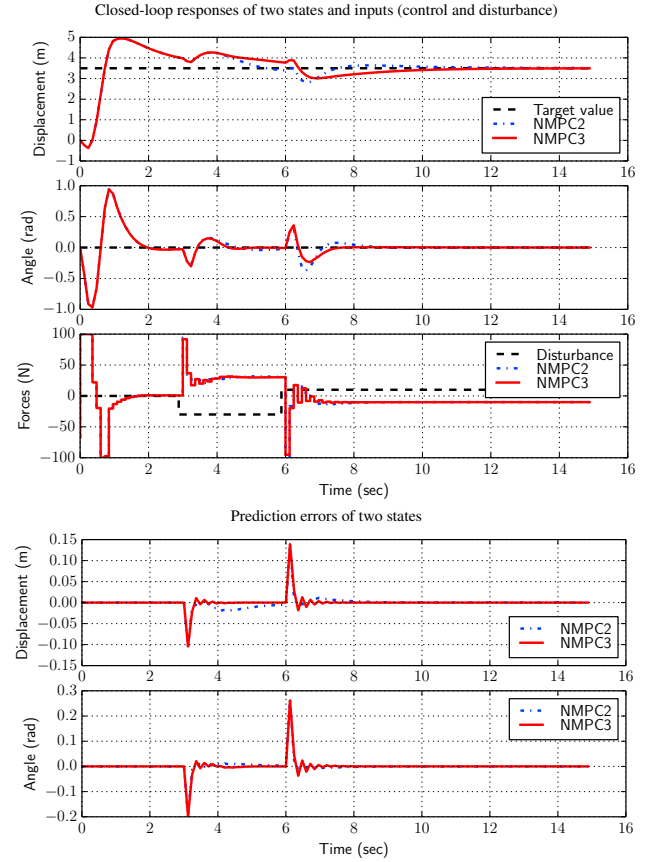 Closed-loop responses of two states and inputs (control and disturbance)
Displacement (m)
5
4
3
2
1
0
−1
0 2 4 6 8 10 12 14 16
Target value
NMPC2
NMPC3
Angle (rad)
1.0
0.5
0.0
−0.5
−1.0
0 2 4 6 8 10 12 14 16
Forces (N)
100
50
0
−50
−100
0 2 4 6 8 10 12 14 16
Disturbance
NMPC2
NMPC3
Time (sec)
Prediction errors of two states
Displacement (m)
0.15
0.10
0.05
0.00
−0.05
−0.10
−0.15
0 2 4 6 8 10 12 14 16
NMPC2
NMPC3
Angle (rad)
0.3
0.2
0.1
0.0
−0.1
−0.2
0 2 4 6 8 10 12 14 16
NMPC2
NMPC3
Time (sec)